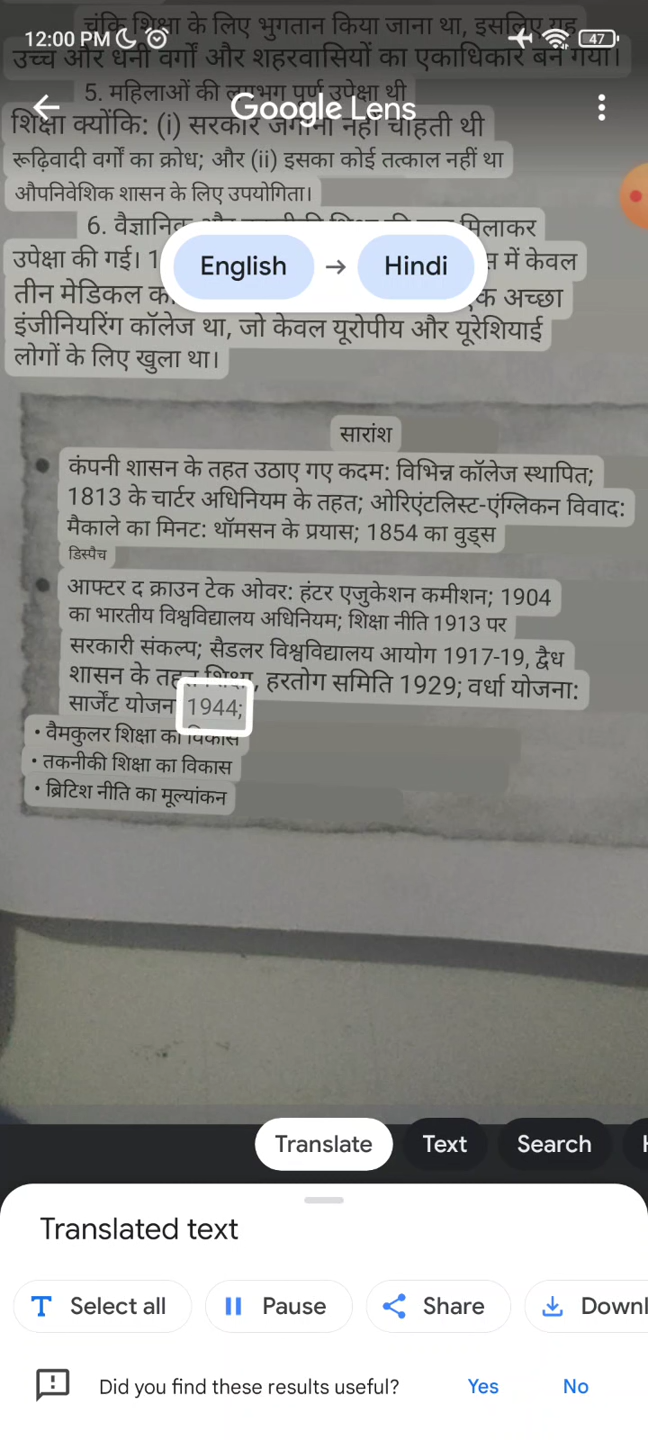 चूंकि शिक्षा के लिए भुगतान किया जाना था, इसलिए यह
12:00 PM 47
उच्च और धनी वर्गों और शहरवासियों का एकाधिकार बन गया।
5. महिलाओं की लगभग पूर्ण उपेक्षा थी
Google Lens
शिक्षा क्योंकि: (i) सरकार जगाना नहीं चाहती थी
रूढ़िवादी वर्गों का क्रोध; और (ii) इसका कोई तत्काल नहीं था
औपनिवेशिक शासन के लिए उपयोगिता।
6. वैज्ञानिक और शिक्षा की मिलाकर
English → Hindi
उपेक्षा की गई। 1 में केवल
तीन मेडिकल एक अच्छा
इंजीनियरिंग कॉलेज था, जो केवल यूरोपीय और यूरेशियाई
लोगों के लिए खुला था।
सारांश
कंपनी शासन के तहत उठाए गए कदम: विभिन्न कॉलेज स्थापित;
1813 के चार्टर अधिनियम के तहत; ओरिएंटलिस्ट-एंग्लिकन विवाद:
मैकाले का मिनट: थॉमसन के प्रयास; 1854 का वुड्स
डिस्पैच
आफ्टर द क्राउन टेक ओवर: हंटर एजुकेशन कमीशन; 1904
का भारतीय विश्वविद्यालय अधिनियम; शिक्षा नीति 1913 पर
सरकारी संकल्प; सैडलर विश्वविद्यालय आयोग 1917-19, द्वैध
शासन के तहत शिक्षा, हरतोग समिति 1929; वर्धा योजना:
सार्जेंट योजना 1944;
• वैमकुलर शिक्षा का विकास
• तकनीकी शिक्षा का विकास
• ब्रिटिश नीति का मूल्यांकन
Translate Text Search
Translated text
Select all Pause Share Downl
Did you find these results useful? Yes No